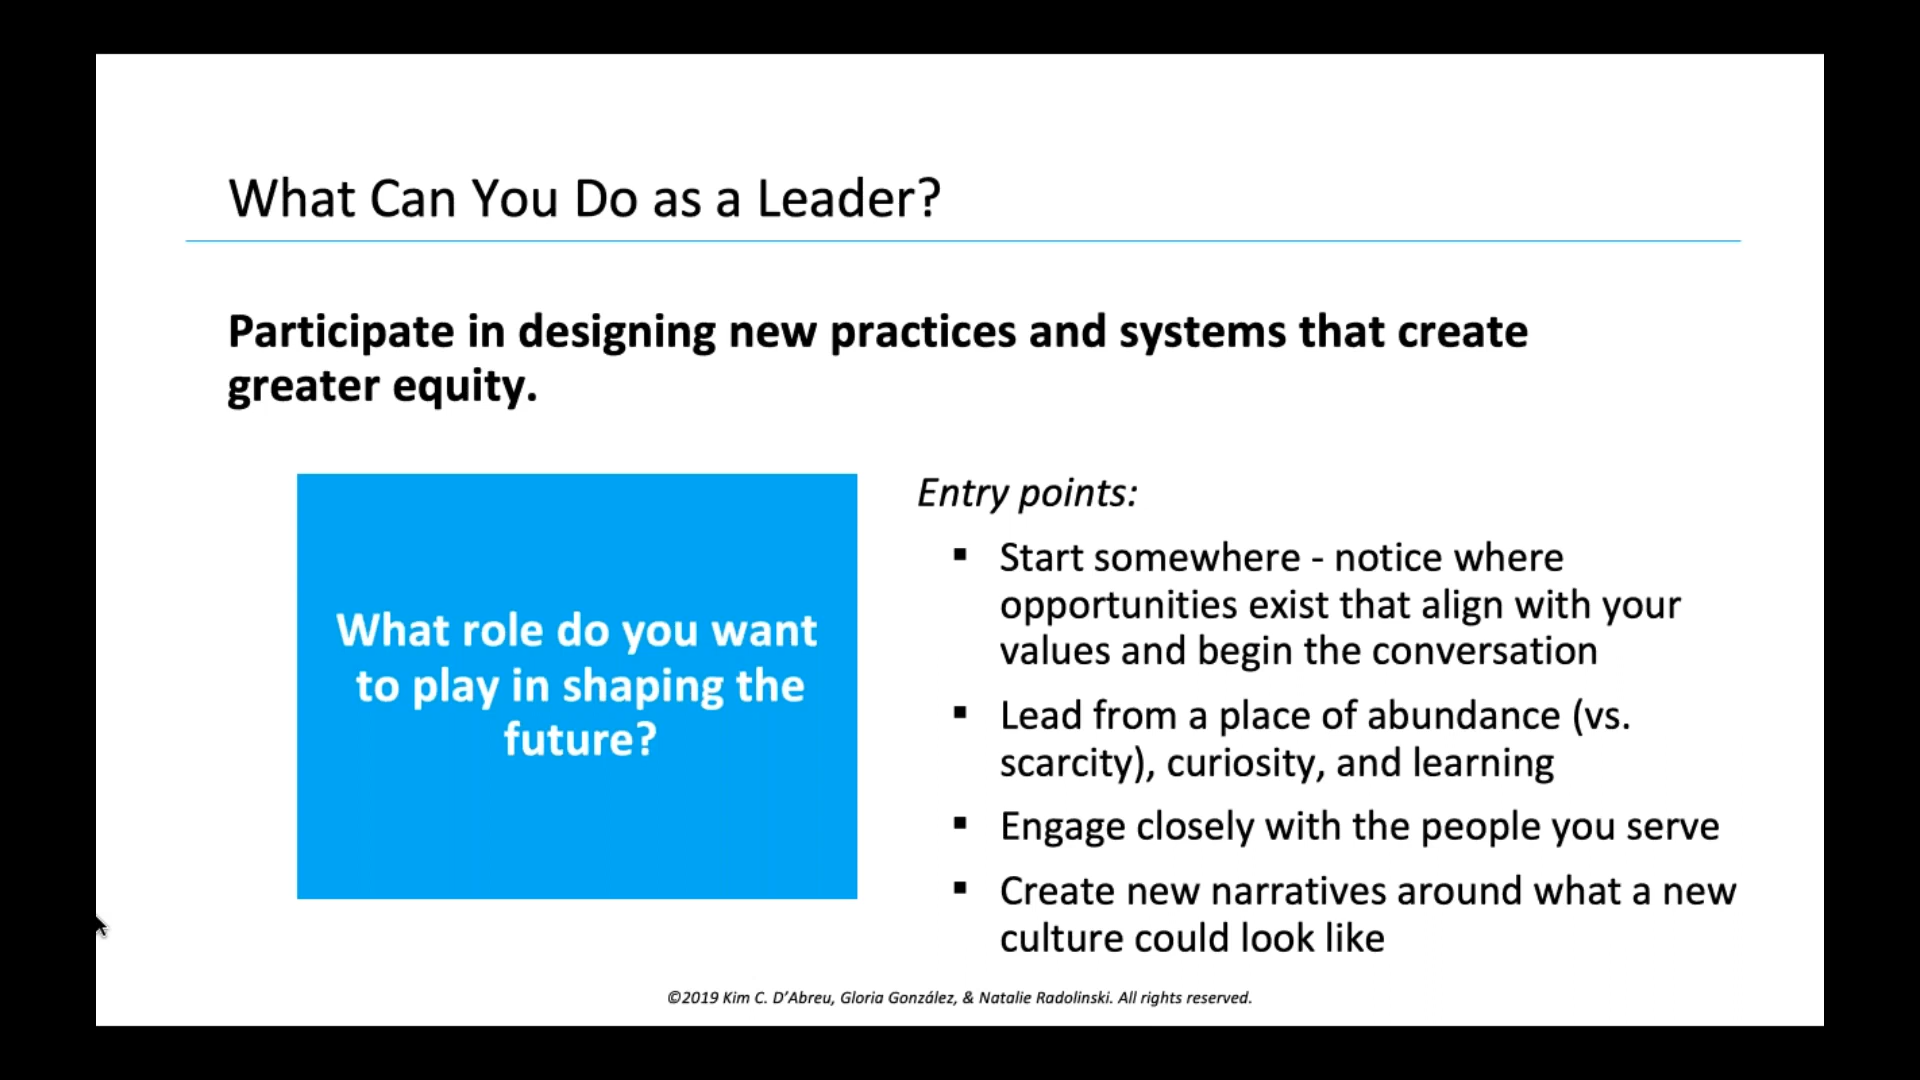 What Can You Do as a Leader?
Participate in designing new practices and systems that create
greater equity.
What role do you want
to play in shaping the
future?
Entry points:
▪ Start somewhere - notice where
opportunities exist that align with your
values and begin the conversation
▪ Lead from a place of abundance (vs.
scarcity), curiosity, and learning
▪ Engage closely with the people you serve
▪ Create new narratives around what a new
culture could look like
©2019 Kim C. D’Abreu, Gloria González, & Natalie Radolinski. All rights reserved.